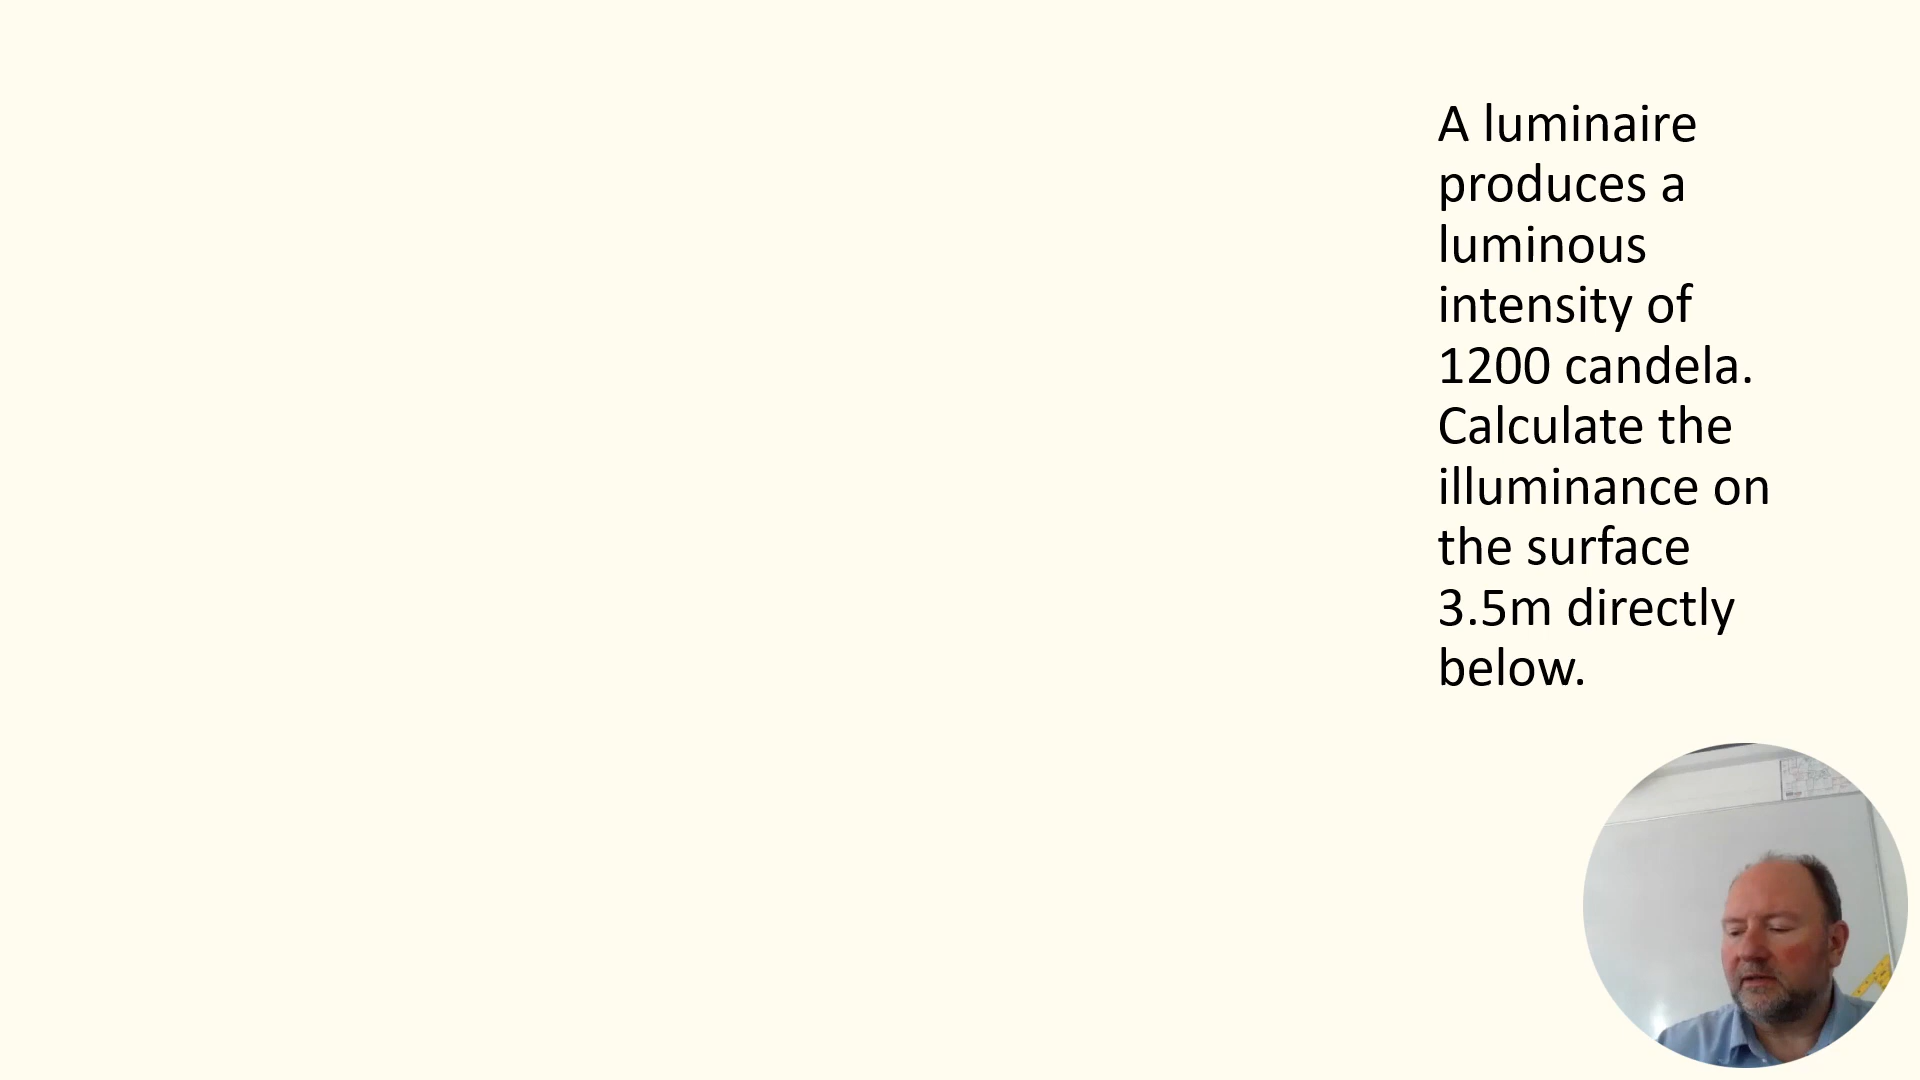 A luminaire
produces a
luminous
intensity of
1200 candela.
Calculate the
illuminance on
the surface
3.5m directly
below.